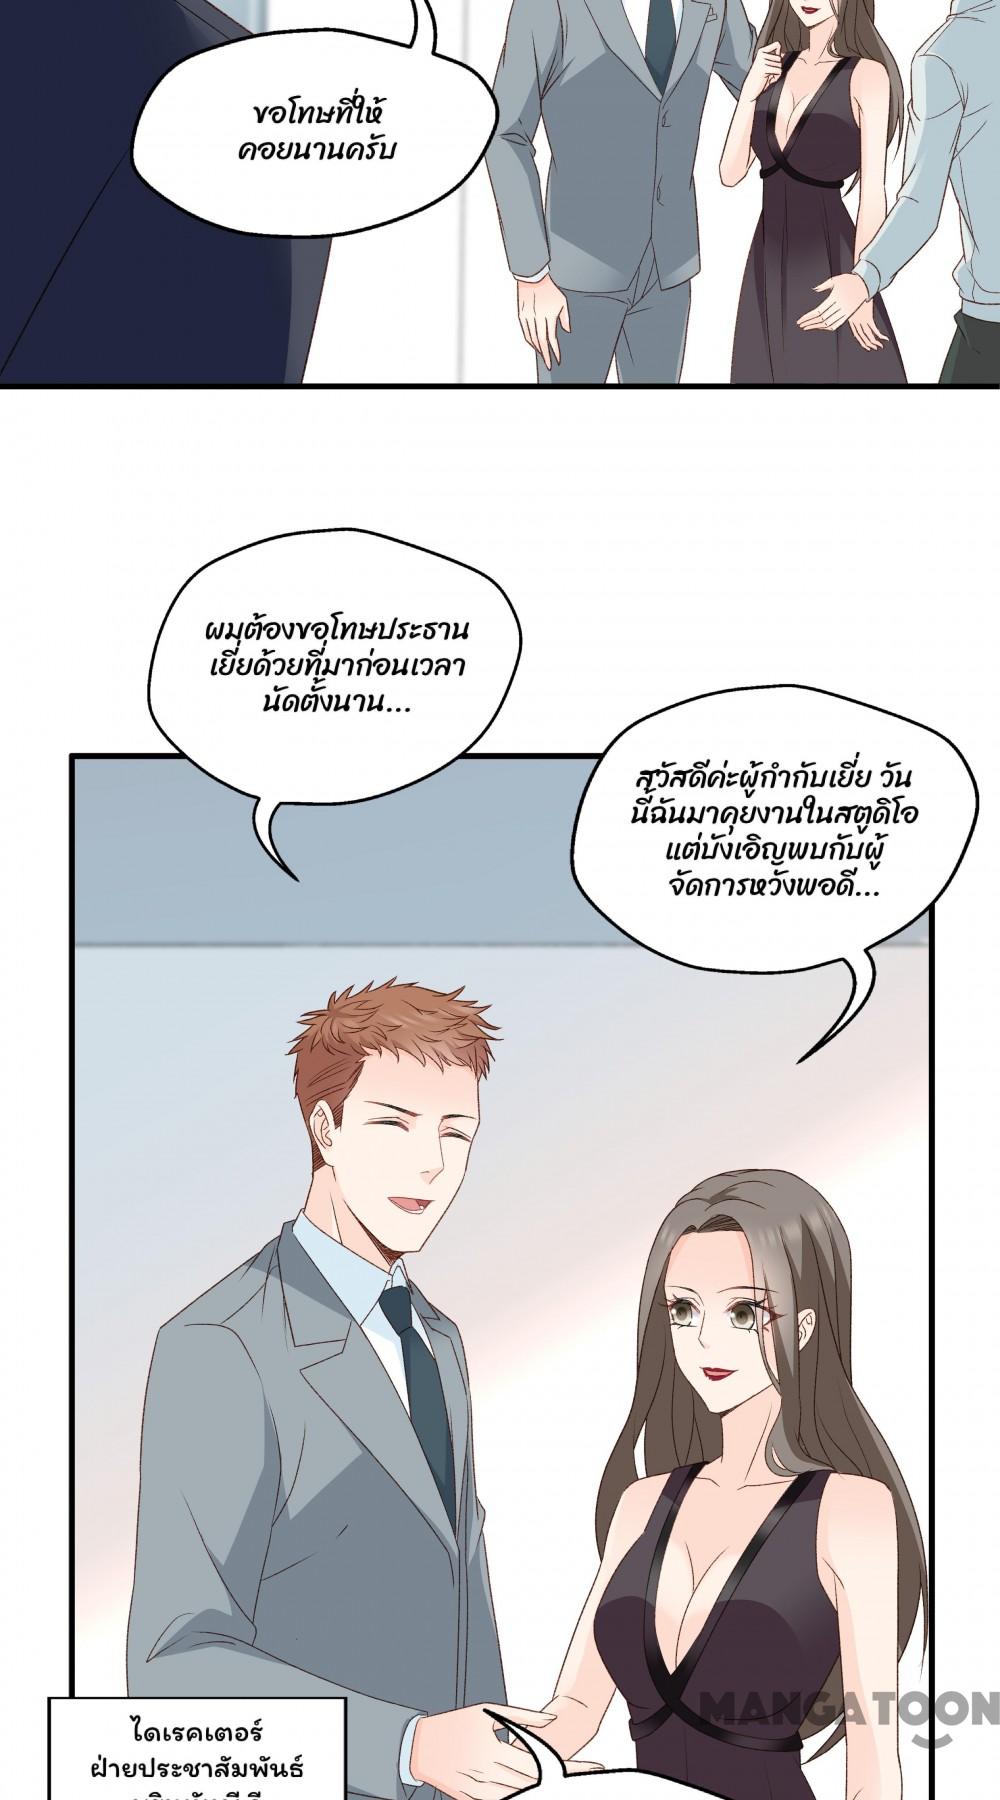 ขอโทษที่ให้
คอยนานครับ
ผมต้องขอโทษประธาน
เยี่ยด้วยที่มาก่อนเวลา
นัดตั้งนาน...
สวัสดีค่ะผู้กำกับเยี่ย วัน
นี้ฉันมาคุยงานในสตูดิโอ
แต่บังเอิญพบกับผู้
จัดการหวังพอดี...
MANGATOON
ไดเรคเตอร์
ฝ่ายประชาสัมพันธ์